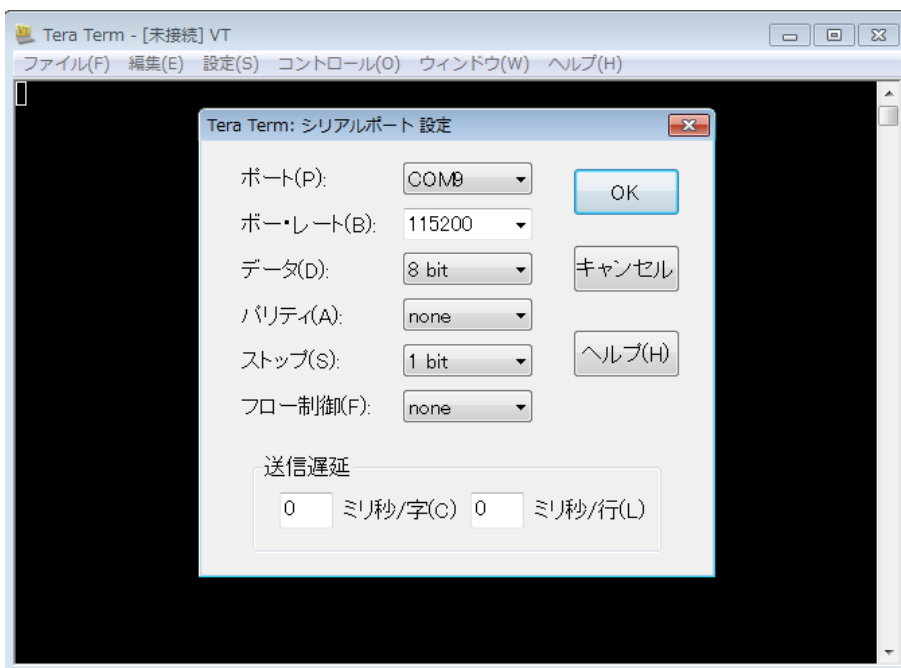 Tera Term - [未接続] VT
ファイル(F) 編集(E) 設定(S) コントロール(O) ウィンドウ(W) ヘルプ(H)
Tera Term: シリアルポート 設定
ポート(P): COM9
OK
ボー・レート(B): 115200
データ(D): 8 bit
キャンセル
パリティ(A): none
ストップ(S): 1 bit
ヘルプ(H)
フロー制御(F): none
送信遅延
0 ミリ秒/字(C) 0 ミリ秒/行(L)